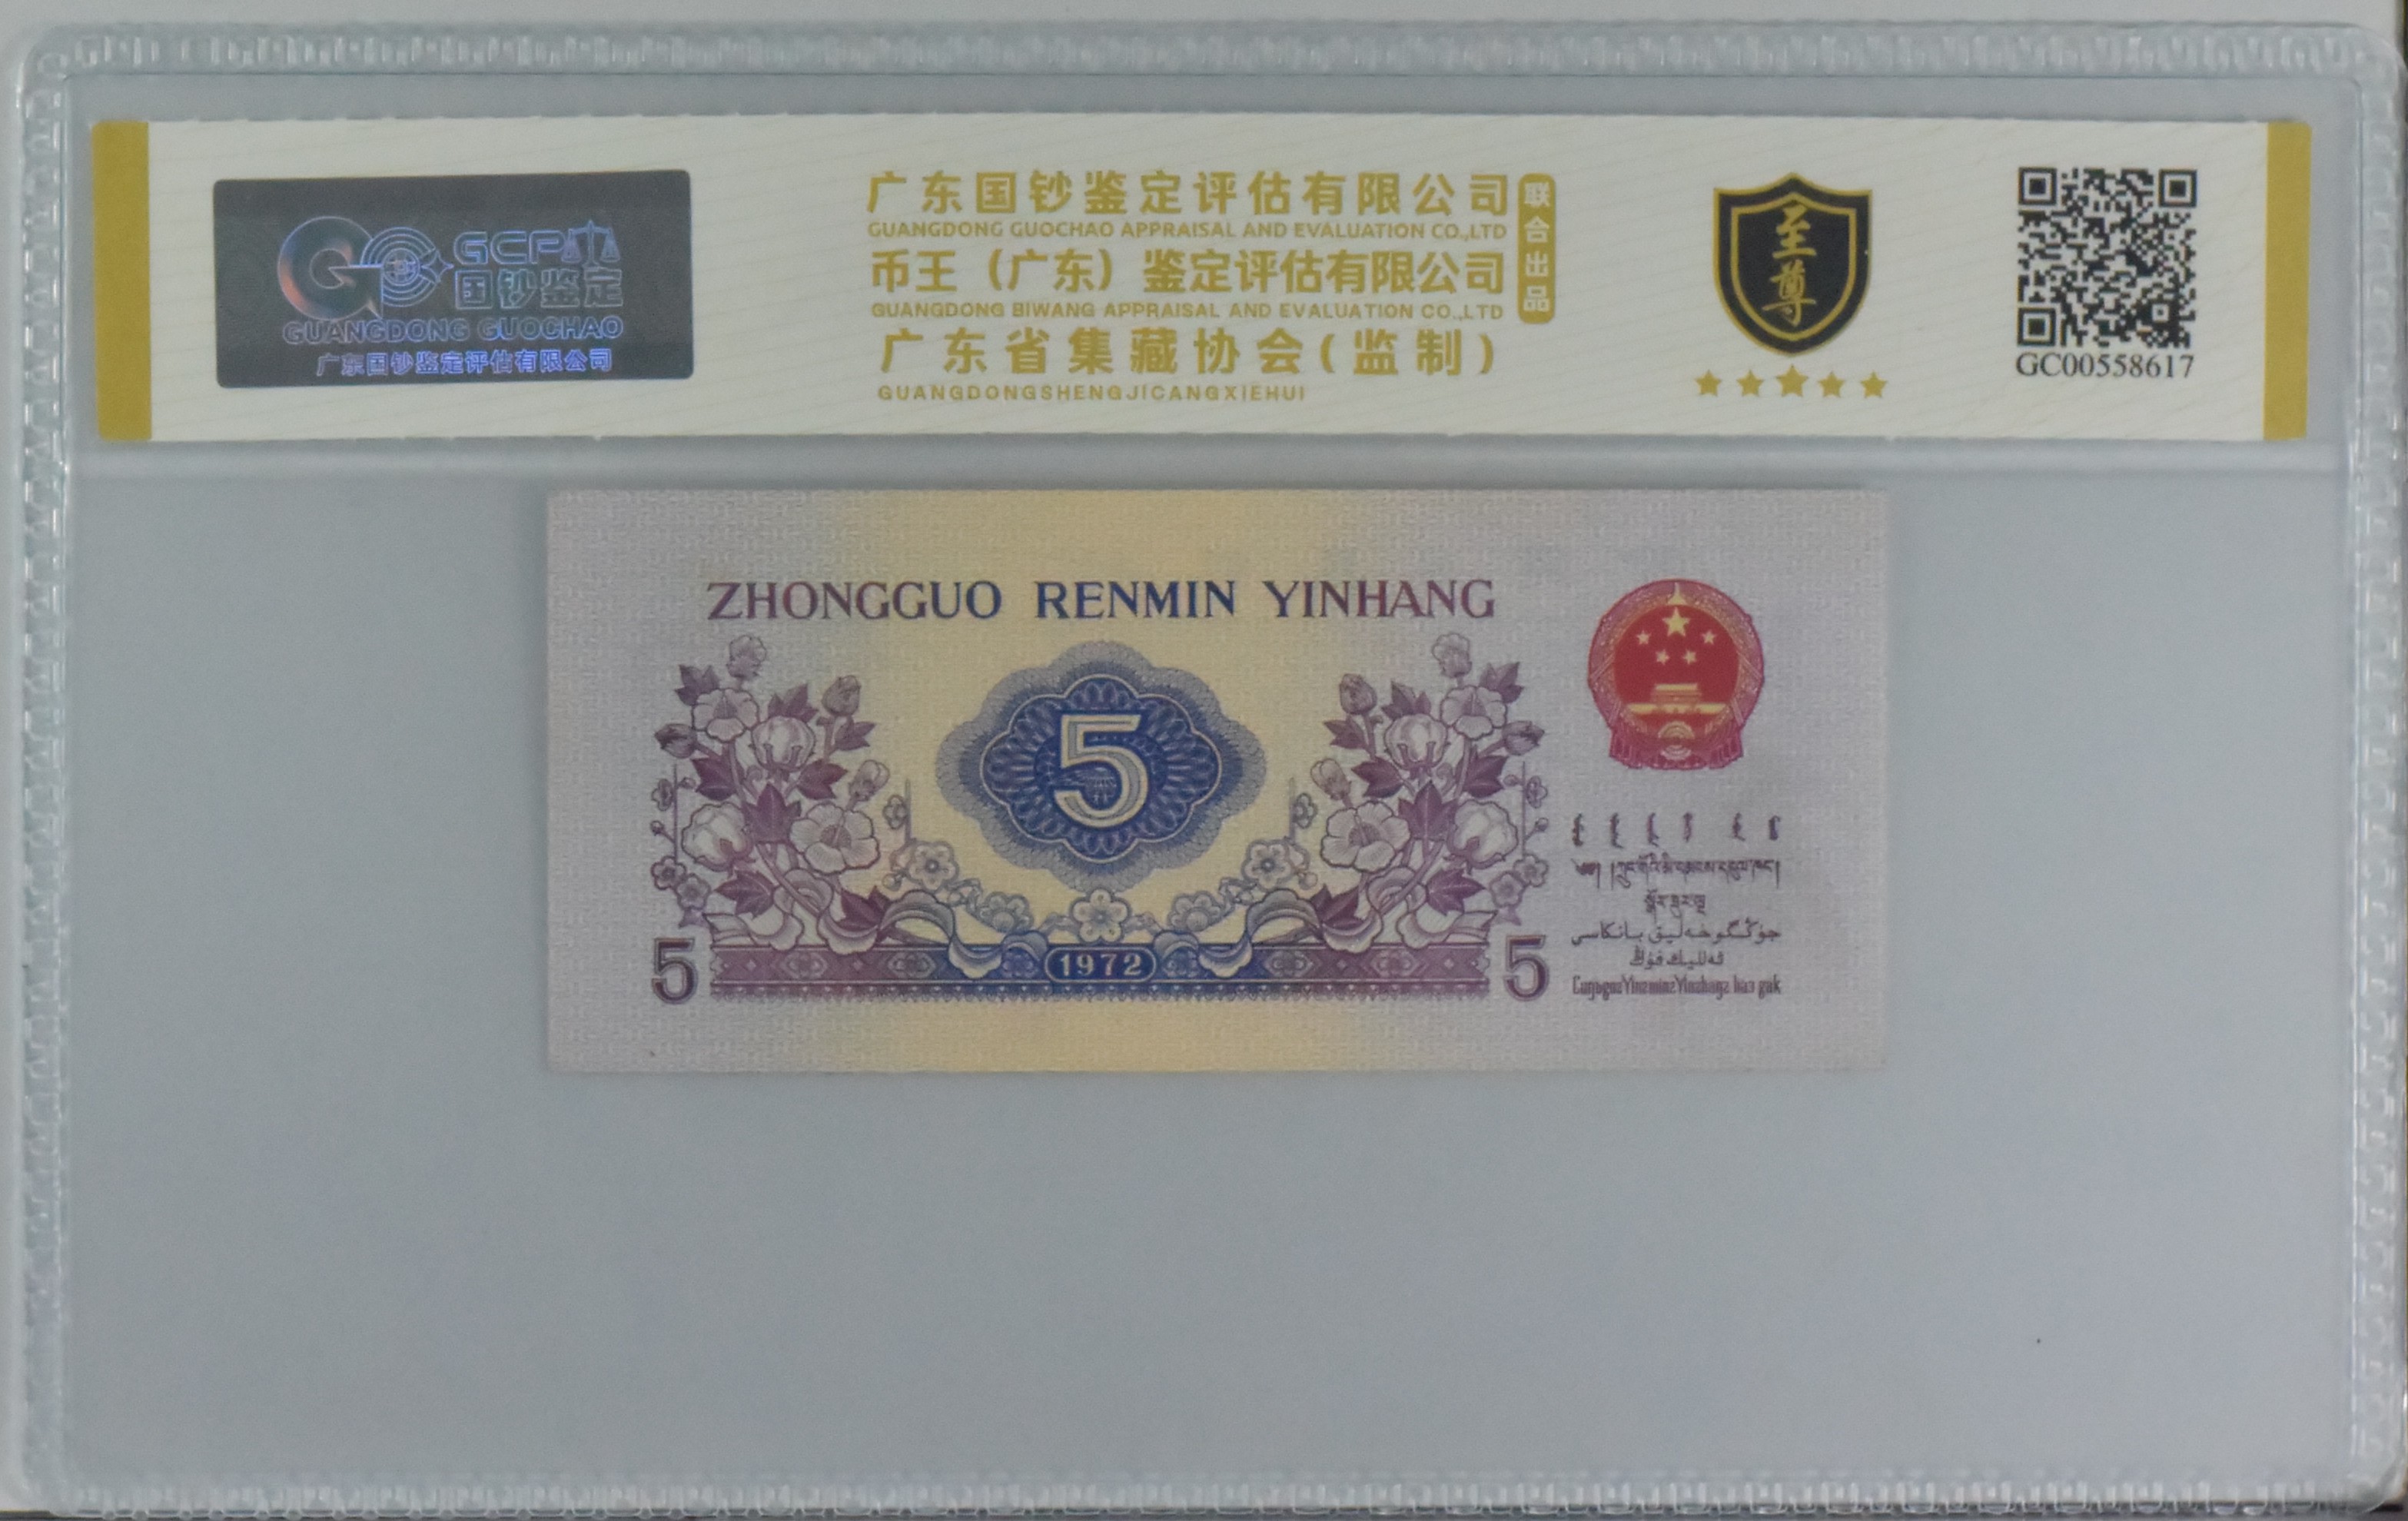 GCPA
国钞鉴定
GUANGDONG GUOCHAO
广东国钞鉴定评估有限公司
广东国钞鉴定评估有限公司
GUANGDONG GUOCHAO APPRAISAL AND EVALUATION CO.,LTD
币王（广东）鉴定评估有限公司
GUANGDONG BIWANG APPRAISAL AND EVALUATION CO.,LTD
广东省集藏协会(监制)
GUANGDONGSHENGJICANGXIEHUI
联合出品
至尊
GC00558617
ZHONGGUO RENMIN YINHANG
5
5
1972
5
جۇڭگو خەلىق بانكاسى